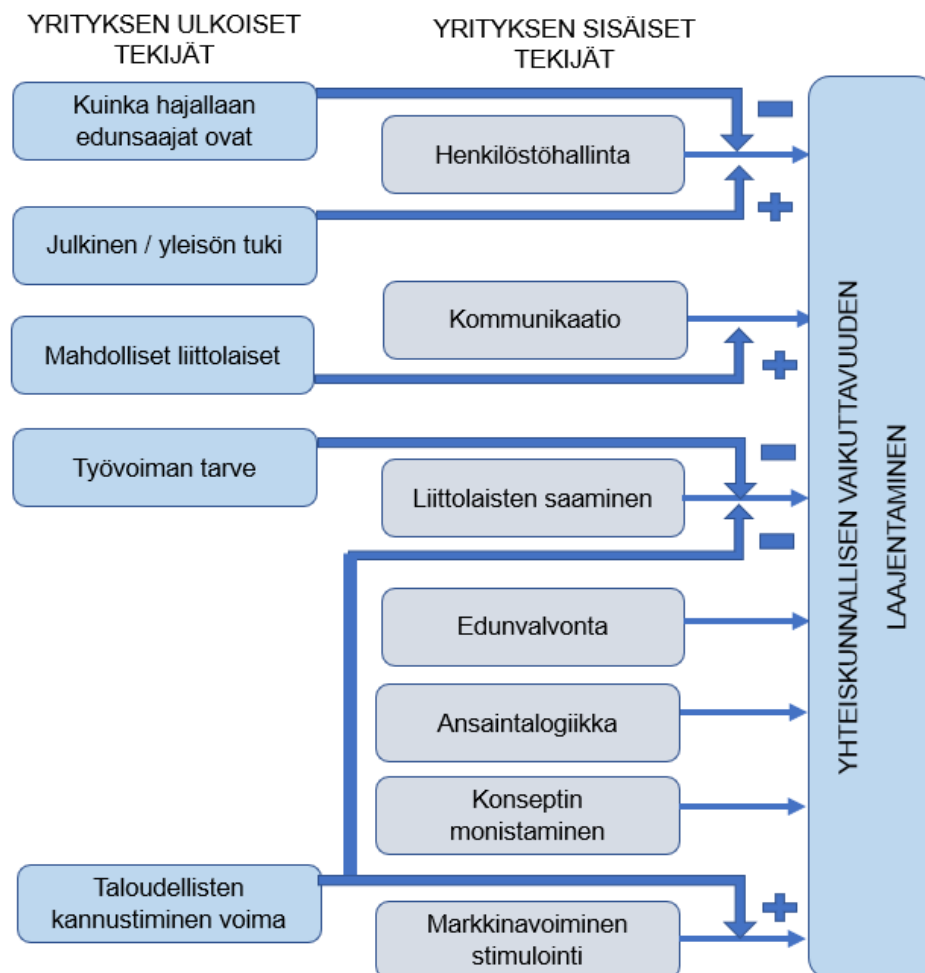 YRITYKSEN ULKOISET
TEKIJÄT
YRITYKSEN SISÄISET
TEKIJÄT
Kuinka hajallaan
edunsaajat ovat
Henkilöstöhallinta
Julkinen / yleisön tuki
Kommunikaatio
Mahdolliset liittolaiset
Työvoiman tarve
Liittolaisten saaminen
Edunvalvonta
Ansaintalogiikka
Konseptin
monistaminen
Taloudellisten
kannustiminen voima
Markkinavoiminen
stimulointi
YHTEISKUNNALLISEN VAIKUTTAVUUDEN
LAAJENTAMINEN